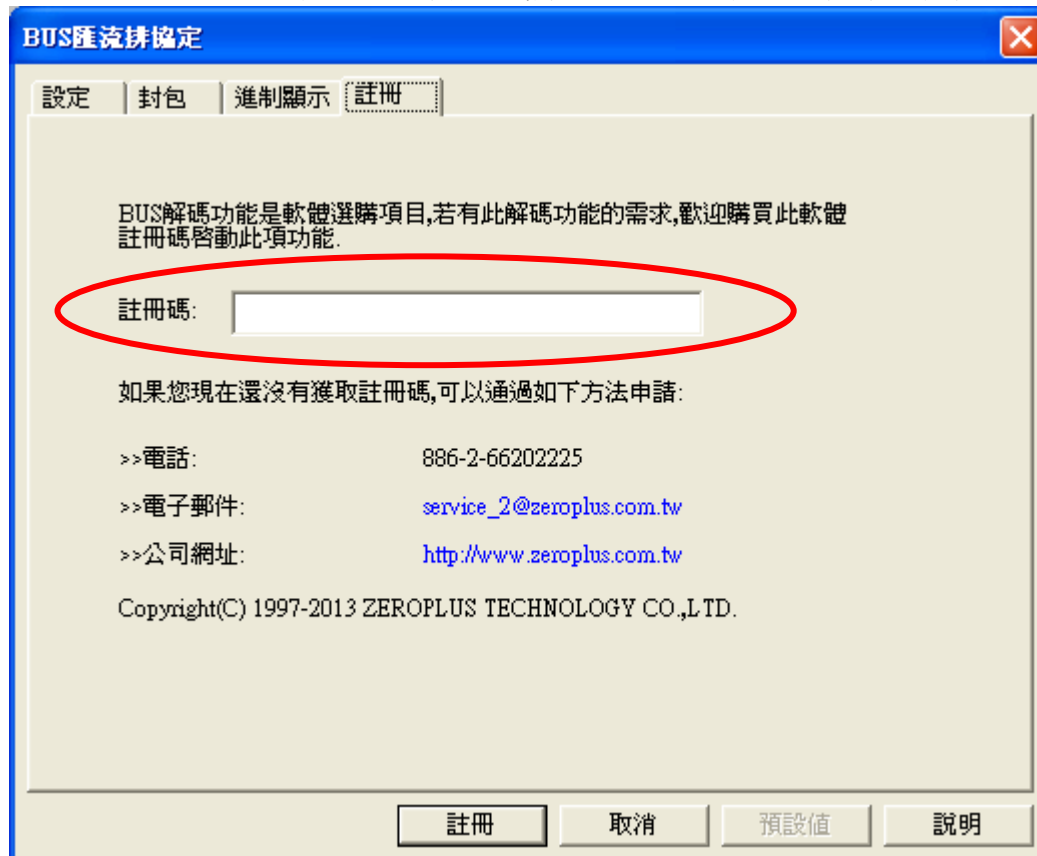 BUS匯流排協定
設定 封包 進制顯示 註冊
BUS解碼功能是軟體選購項目,若有此解碼功能的需求,歡迎購買此軟體
註冊碼啓動此項功能.
註冊碼:
如果您現在還沒有獲取註冊碼,可以通過如下方法申請:
>>電話: 886-2-66202225
>>電子郵件: service_2@zeroplus.com.tw
>>公司網址: http://www.zeroplus.com.tw
Copyright(C) 1997-2013 ZEROPLUS TECHNOLOGY CO.,LTD.
註冊 取消 預設值 說明